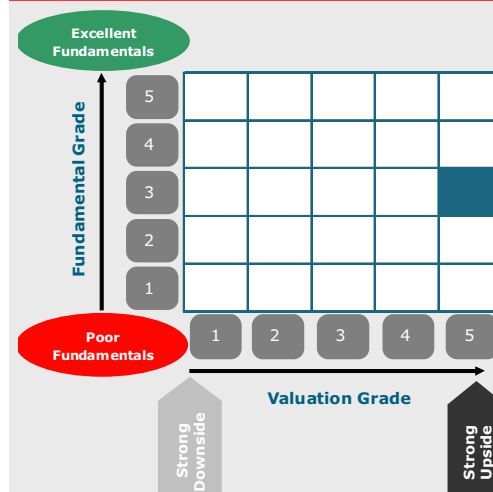 Excellent
Fundamentals
Fundamental Grade
5
4
3
2
1
Poor
Fundamentals
1 2 3 4 5
Valuation Grade
Strong
Downside
Strong
Upside